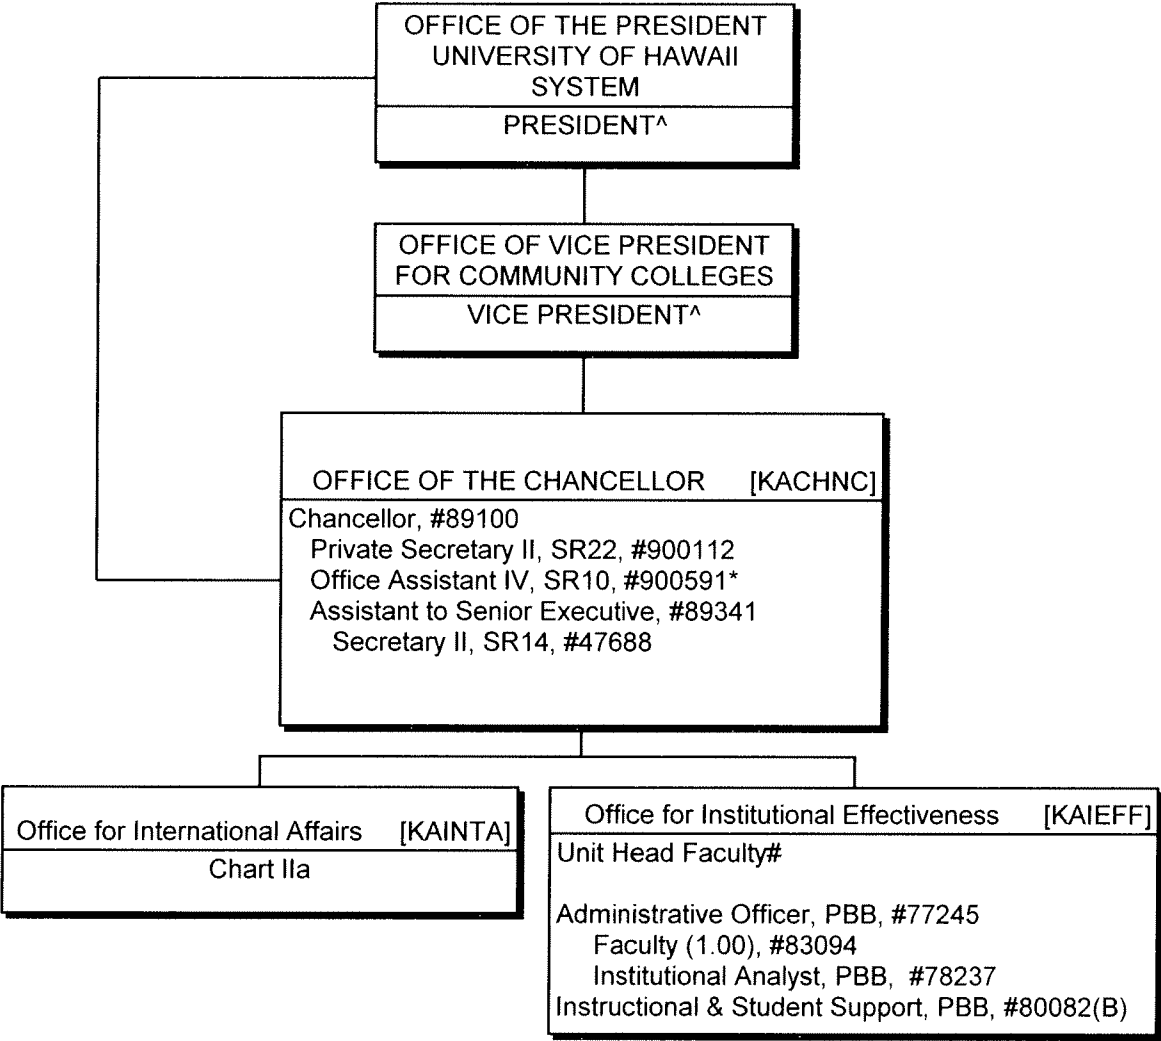 OFFICE OF THE PRESIDENT
UNIVERSITY OF HAWAII
SYSTEM
PRESIDENT^
OFFICE OF VICE PRESIDENT
FOR COMMUNITY COLLEGES
VICE PRESIDENT^
OFFICE OF THE CHANCELLOR [KACHNC]
Chancellor, #89100
Private Secretary II, SR22, #900112
Office Assistant IV, SR10, #900591*
Assistant to Senior Executive, #89341
Secretary II, SR14, #47688
Office for International Affairs [KAINTA]
Chart IIa
Office for Institutional Effectiveness [KAIEFF]
Unit Head Faculty#
Administrative Officer, PBB, #77245
Faculty (1.00), #83094
Institutional Analyst, PBB, #78237
Instructional & Student Support, PBB, #80082(B)